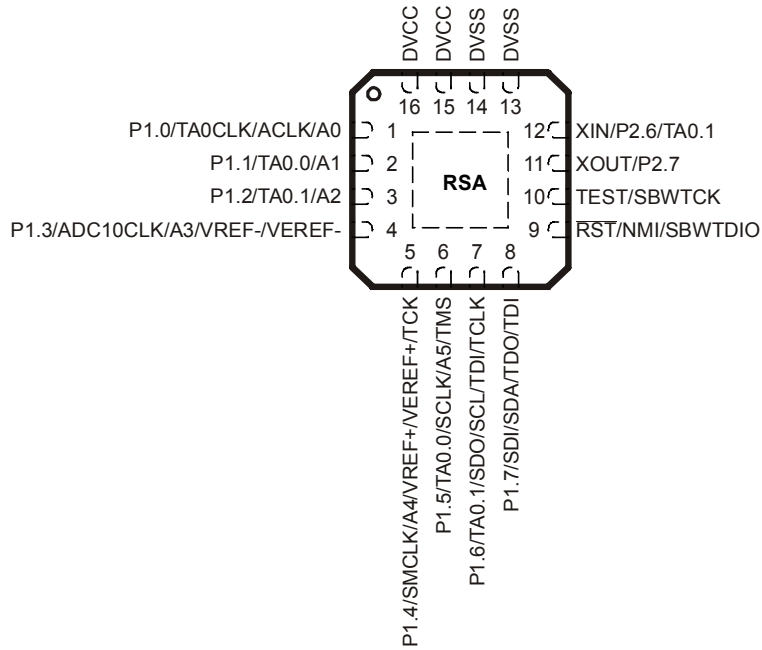 DVCC
DVCC
DVSS
DVSS
16
15
14
13
P1.0/TA0CLK/ACLK/A0
1
12
XIN/P2.6/TA0.1
P1.1/TA0.0/A1
2
11
XOUT/P2.7
RSA
P1.2/TA0.1/A2
3
10
TEST/SBWTCK
P1.3/ADC10CLK/A3/VREF-/VEREF-
4
9
RST/NMI/SBWTDIO
5
6
7
8
P1.4/SMCLK/A4/VREF+/VEREF+/TCK
P1.5/TA0.0/SCLK/A5/TMS
P1.6/TA0.1/SDO/SCL/TDI/TCLK
P1.7/SDI/SDA/TDO/TDI